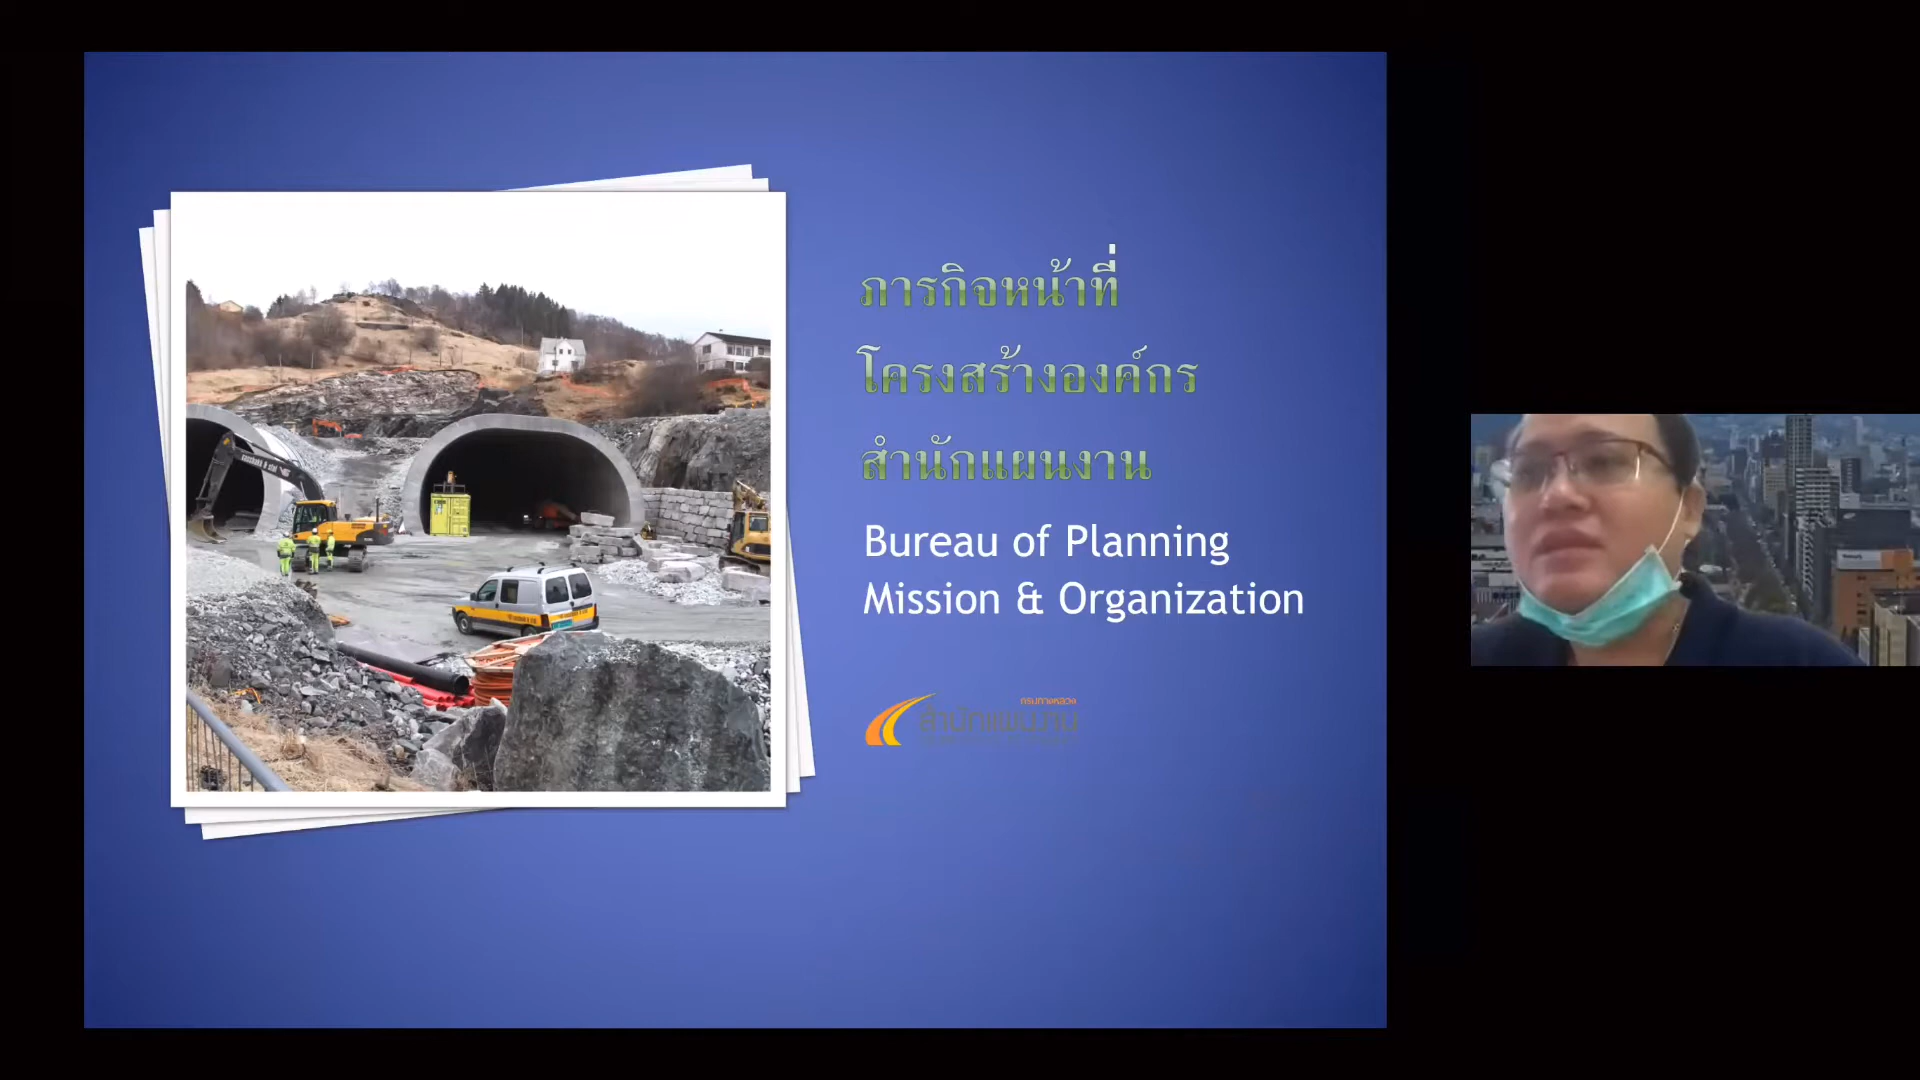 ภารกิจหน้าที่
โครงสร้างองค์กร
สำนักแผนงาน
Bureau of Planning
Mission & Organization
กรมทางหลวง
สำนักแผนงาน